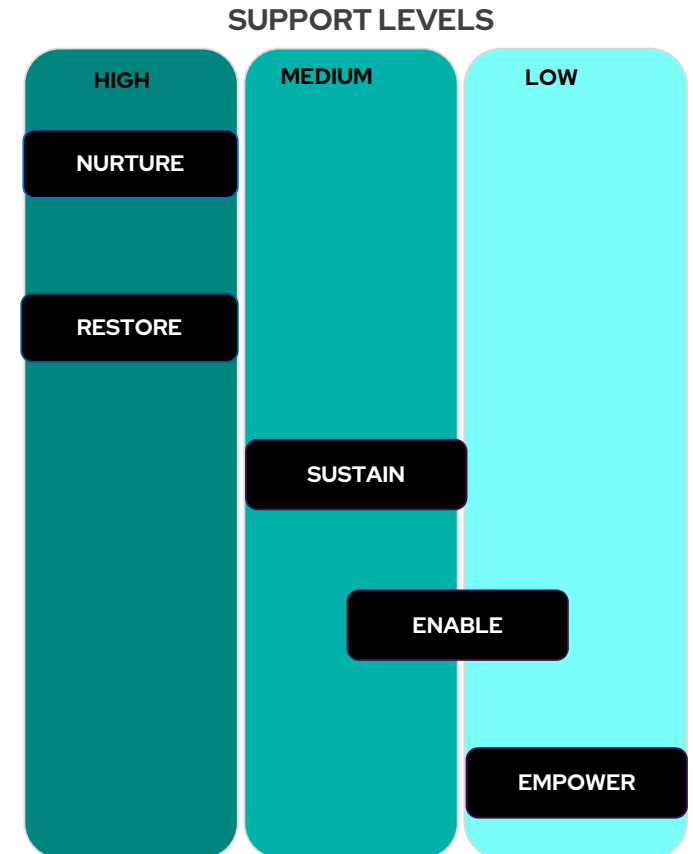 SUPPORT LEVELS
HIGH
MEDIUM
LOW
NURTURE
RESTORE
SUSTAIN
ENABLE
EMPOWER